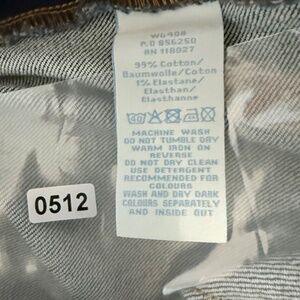 W6408
P.O 856250
RN 118027
99% Cotton/
Baumwolle/Coton
1% Elastane/
Elasthan/
Elasthanne
40
MACHINE WASH
DO NOT TUMBLE DRY
WARM IRON ON
REVERSE
DO NOT DRY CLEAN
USE DETERGENT
RECOMMENDED FOR
COLOURS
WASH AND DRY DARK
COLOURS SEPARATELY
AND INSIDE OUT
0512